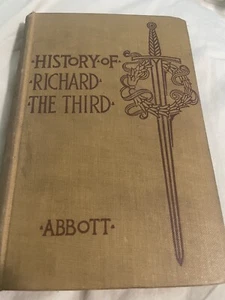 ·HISTORY·OF·
·RICHARD·
·THE THIRD·
·ABBOTT·